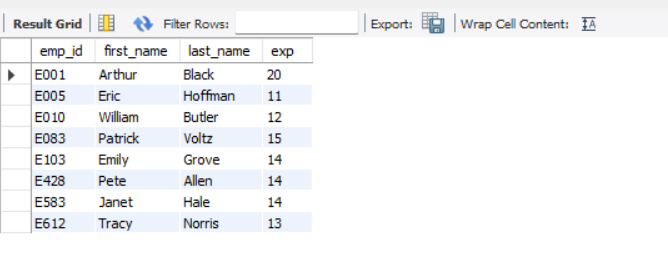 Result Grid Filter Rows: Export: Wrap Cell Content: IA
emp_id first_name last_name exp
E001 Arthur Black 20
E005 Eric Hoffman 11
E010 William Butler 12
E083 Patrick Voltz 15
E103 Emily Grove 14
E428 Pete Allen 14
E583 Janet Hale 14
E612 Tracy Norris 13